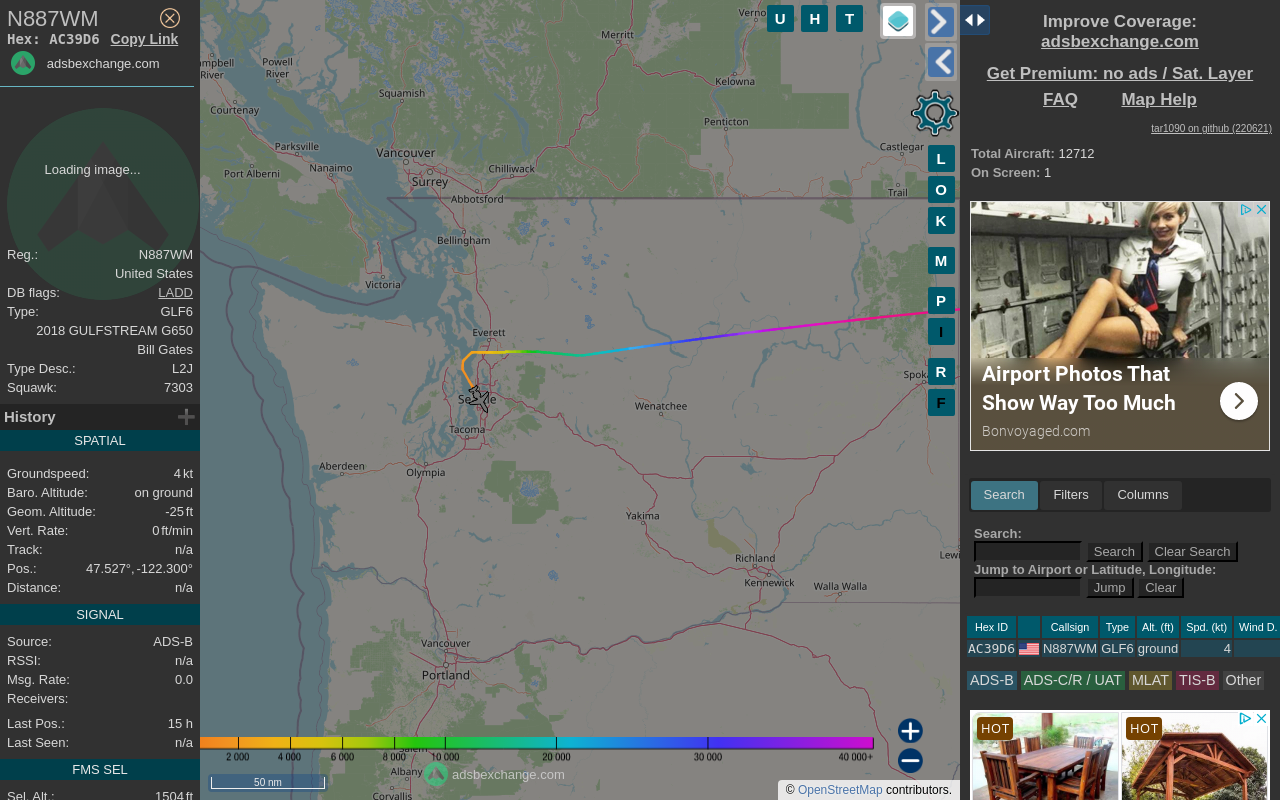 N887WM
Hex: AC39D6 Copy Link
adsbexchange.com
Loading image...
Reg.: N887WM
United States
DB flags: LADD
Type: GLF6
2018 GULFSTREAM G650
Bill Gates
Type Desc.: L2J
Squawk: 7303
History
SPATIAL
Groundspeed: 4 kt
Baro. Altitude: on ground
Geom. Altitude: -25 ft
Vert. Rate: 0 ft/min
Track: n/a
Pos.: 47.527°, -122.300°
Distance: n/a
SIGNAL
Source: ADS-B
RSSI: n/a
Msg. Rate: 0.0
Receivers:
Last Pos.: 15 h
Last Seen: n/a
FMS SEL
Sel. Alt.: 1504 ft
U H T
L
O
K
M
P
I
R
F
Merritt
Powell
River
River
Squamish
Kelowna
Courtenay
Penticton
Parksville
Vancouver
Castlegar
Port Alberni
Nanaimo
Chilliwack
Surrey
Abbotsford
Trail
Bellingham
Victoria
Everett
Wenatchee
Tacoma
Aberdeen
Olympia
Yakima
Richland
Kennewick
Walla Walla
Vancouver
Portland
Albany
Corvallis
2 000 4 000 6 000 8 000 10 000 20 000 30 000 40 000+
50 nm
adsbexchange.com
© OpenStreetMap contributors.
Improve Coverage:
adsbexchange.com
Get Premium: no ads / Sat. Layer
FAQ Map Help
tar1090 on github (220621)
Total Aircraft: 12712
On Screen: 1
Airport Photos That
Show Way Too Much
Bonvoyaged.com
Search Filters Columns
Search:
Search Clear Search
Jump to Airport or Latitude, Longitude:
Jump Clear
Hex ID Callsign Type Alt. (ft) Spd. (kt) Wind D.
AC39D6 N887WM GLF6 ground 4
ADS-B ADS-C/R / UAT MLAT TIS-B Other
HOT HOT